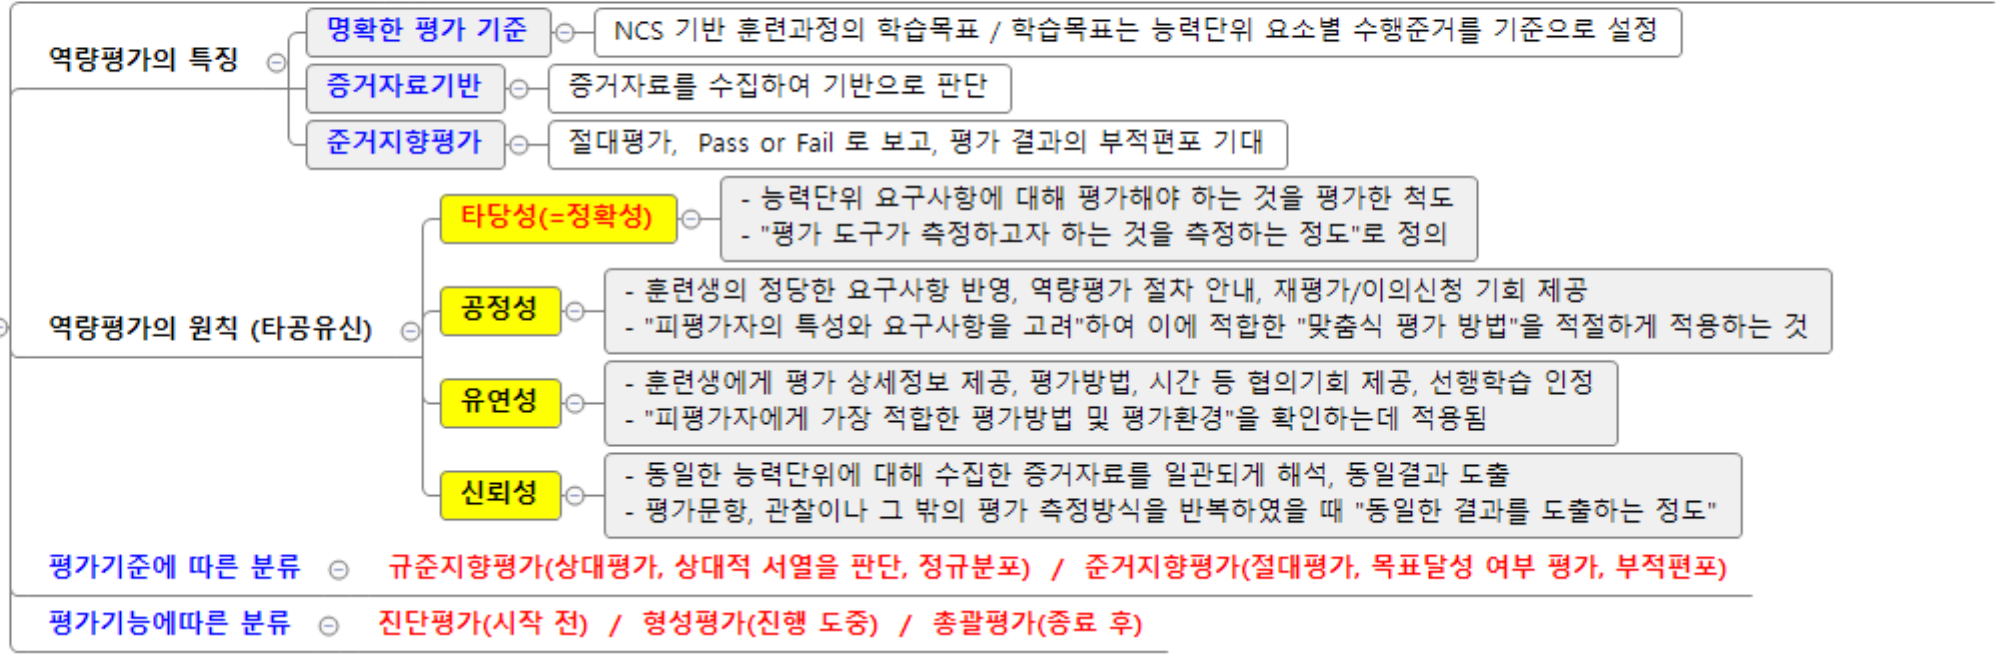 역량평가의 특징
명확한 평가 기준
NCS 기반 훈련과정의 학습목표 / 학습목표는 능력단위 요소별 수행준거를 기준으로 설정
증거자료기반
증거자료를 수집하여 기반으로 판단
준거지향평가
절대평가, Pass or Fail 로 보고, 평가 결과의 부적편포 기대
역량평가의 원칙 (타공유신)
타당성(=정확성)
- 능력단위 요구사항에 대해 평가해야 하는 것을 평가한 척도
- "평가 도구가 측정하고자 하는 것을 측정하는 정도"로 정의
공정성
- 훈련생의 정당한 요구사항 반영, 역량평가 절차 안내, 재평가/이의신청 기회 제공
- "피평가자의 특성와 요구사항을 고려"하여 이에 적합한 "맞춤식 평가 방법"을 적절하게 적용하는 것
유연성
- 훈련생에게 평가 상세정보 제공, 평가방법, 시간 등 협의기회 제공, 선행학습 인정
- "피평가자에게 가장 적합한 평가방법 및 평가환경"을 확인하는데 적용됨
신뢰성
- 동일한 능력단위에 대해 수집한 증거자료를 일관되게 해석, 동일결과 도출
- 평가문항, 관찰이나 그 밖의 평가 측정방식을 반복하였을 때 "동일한 결과를 도출하는 정도"
평가기준에 따른 분류
규준지향평가(상대평가, 상대적 서열을 판단, 정규분포) / 준거지향평가(절대평가, 목표달성 여부 평가, 부적편포)
평가기능에따른 분류
진단평가(시작 전) / 형성평가(진행 도중) / 총괄평가(종료 후)